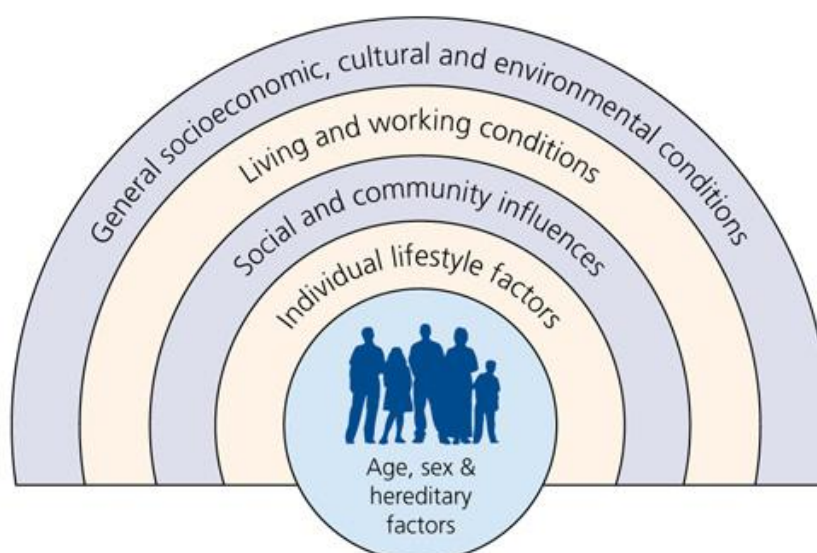 General socioeconomic, cultural and environmental conditions
Living and working conditions
Social and community influences
Individual lifestyle factors
Age, sex &
hereditary
factors